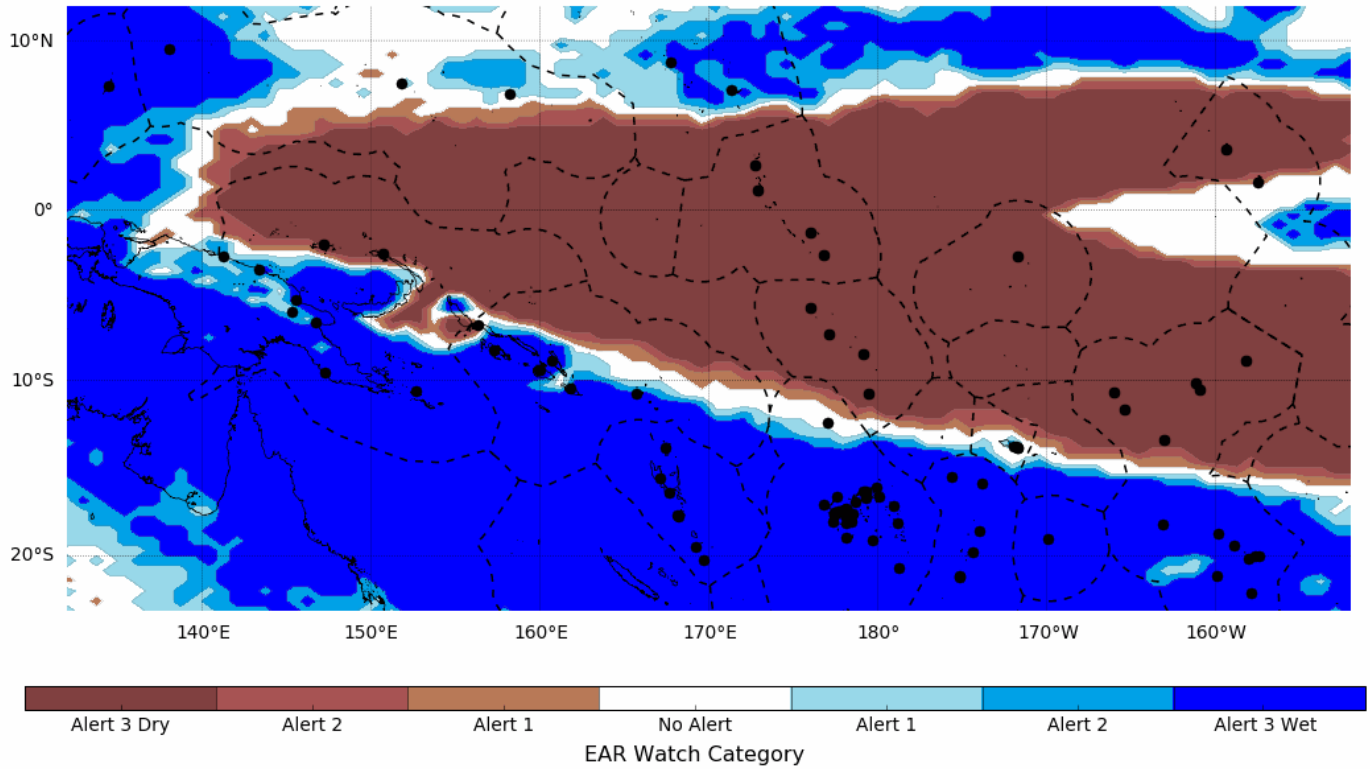 10°N
0°
10°S
20°S
140°E 150°E 160°E 170°E 180° 170°W 160°W
Alert 3 Dry Alert 2 Alert 1 No Alert Alert 1 Alert 2 Alert 3 Wet
EAR Watch Category